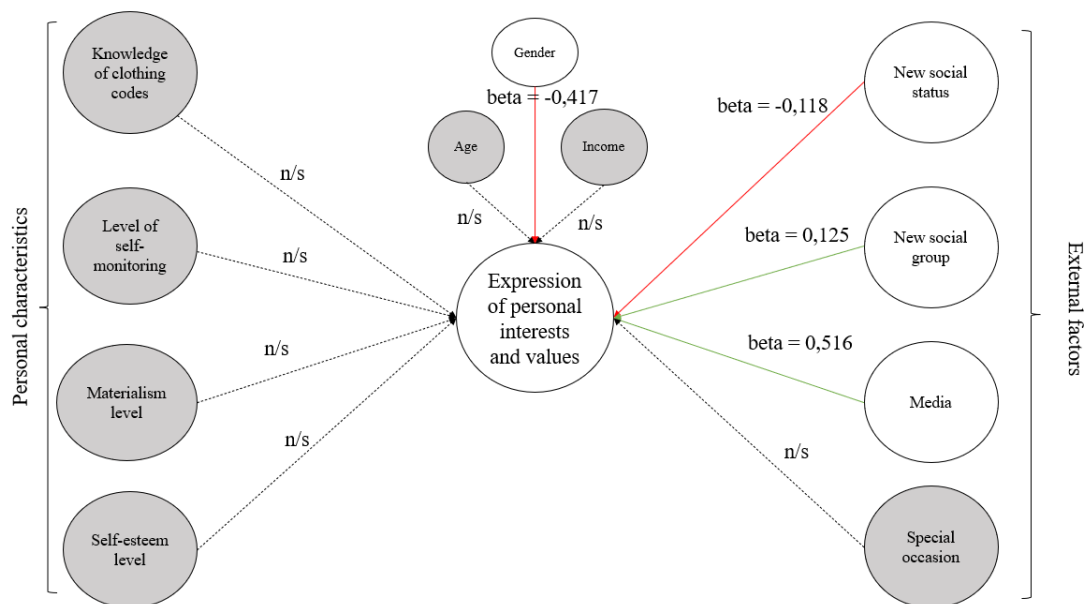 Personal characteristics
Knowledge
of clothing
codes
n/s
Level of
self-
monitoring
n/s
Materialism
level
n/s
Self-esteem
level
n/s
Gender
beta = -0,417
Age
n/s
Income
n/s
Expression
of personal
interests
and values
New social
status
beta = -0,118
New social
group
beta = 0,125
Media
beta = 0,516
Special
occasion
n/s
External factors